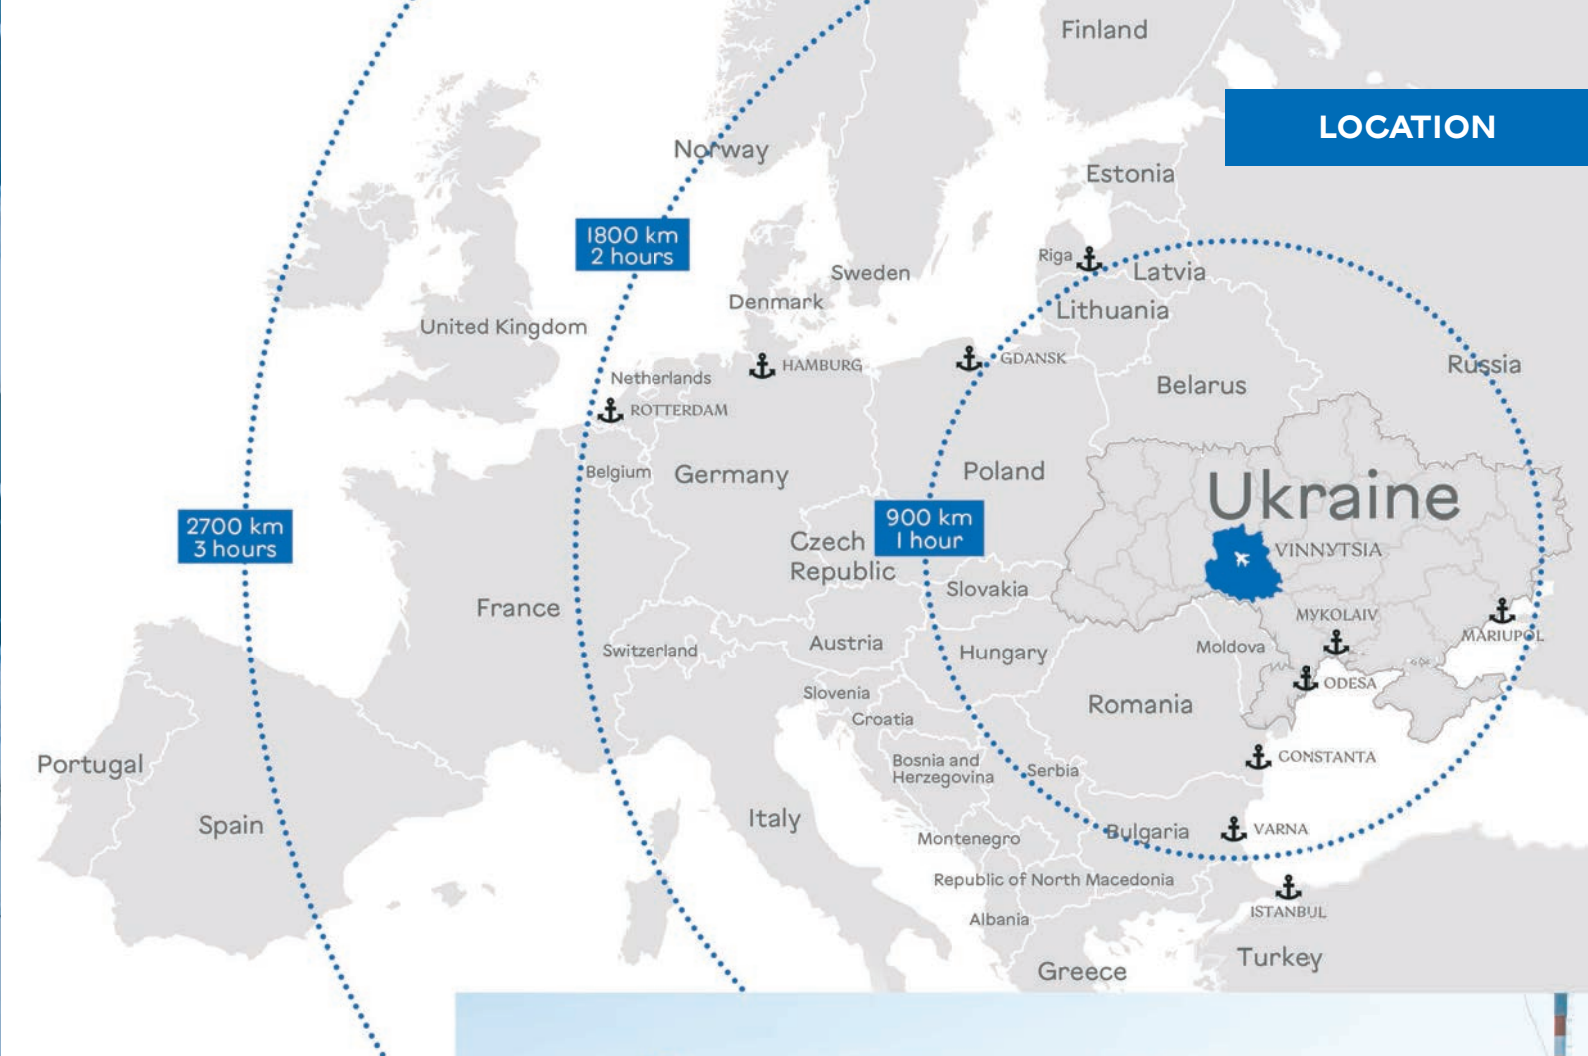 Finland
LOCATION
Norway
Estonia
1800 km
2 hours
Riga
Latvia
Sweden
Denmark
Lithuania
United Kingdom
HAMBURG
GDANSK
Russia
Netherlands
Belarus
ROTTERDAM
Belgium
Germany
Poland
Ukraine
2700 km
3 hours
900 km
1 hour
Czech
Republic
VINNYTSIA
Slovakia
France
MYKOLAIV
MARIUPOL
Switzerland
Austria
Hungary
Moldova
ODESA
Slovenia
Croatia
Romania
Portugal
Bosnia and
Herzegovina
Serbia
CONSTANTA
Spain
Italy
Montenegro
Bulgaria
VARNA
Republic of North Macedonia
Albania
ISTANBUL
Greece
Turkey